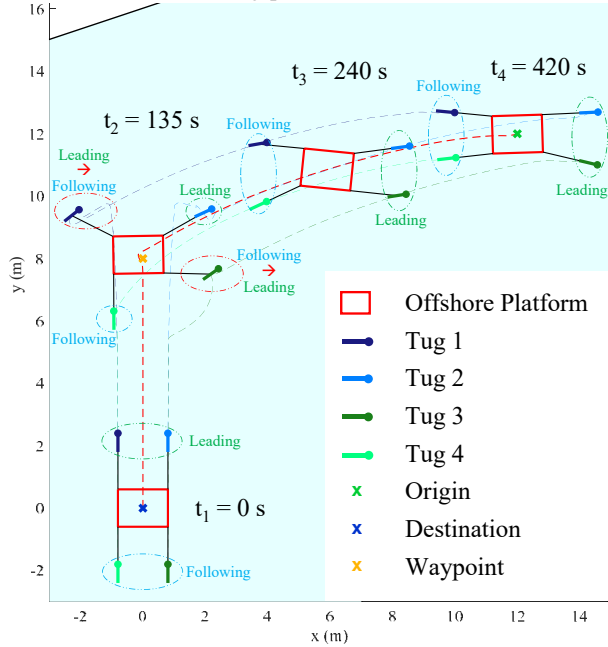 16
14
12
10
8
6
4
2
0
-2
y (m)
-2 0 2 4 6 8 10 12 14
x (m)
t4 = 420 s
t3 = 240 s
Following
Following
t2 = 135 s
Leading
Following
Leading
Leading
Leading
Following
Leading
Following
Leading
t1 = 0 s
Following
Offshore Platform
Tug 1
Tug 2
Tug 3
Tug 4
x Origin
x Destination
x Waypoint